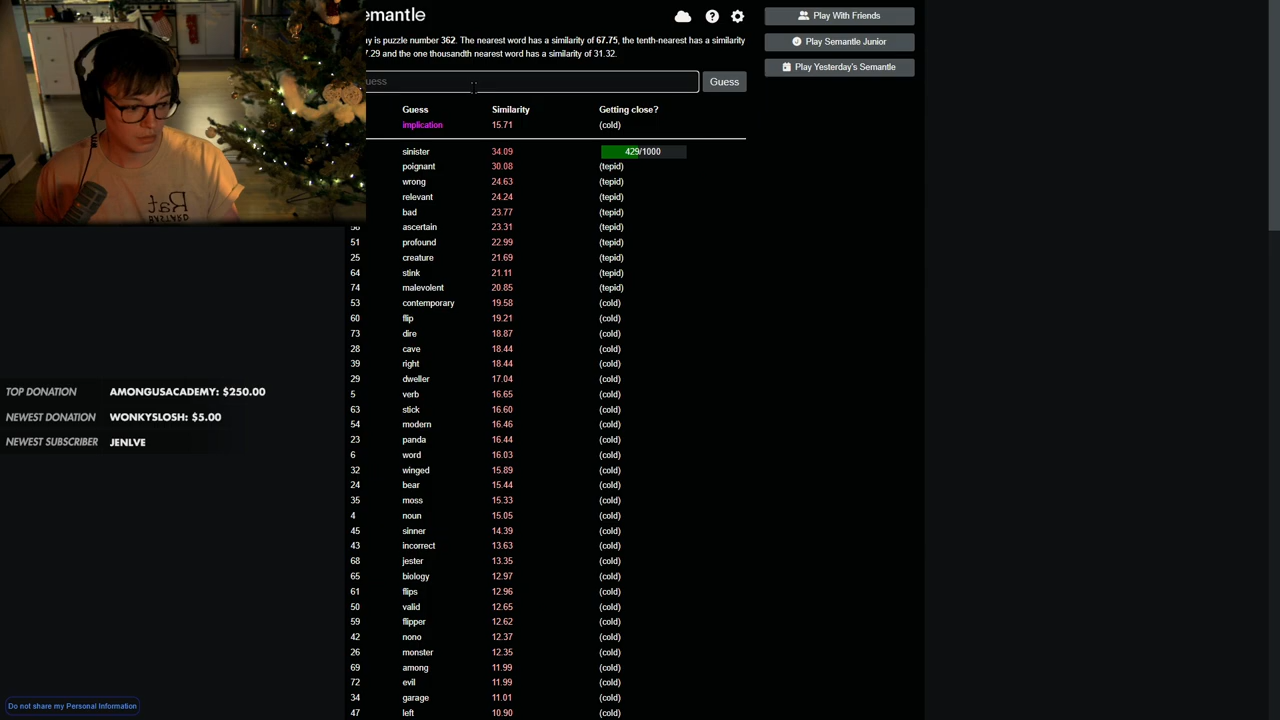 emantle
y is puzzle number 362. The nearest word has a similarity of 67.75, the tenth-nearest has a similarity
7.29 and the one thousandth nearest word has a similarity of 31.32.
uess
Guess
Guess Similarity Getting close?
implication 15.71 (cold)
sinister 34.09 429/1000
poignant 30.08 (tepid)
wrong 24.63 (tepid)
relevant 24.24 (tepid)
bad 23.77 (tepid)
ascertain 23.31 (tepid)
51 profound 22.99 (tepid)
25 creature 21.69 (tepid)
64 stink 21.11 (tepid)
74 malevolent 20.85 (tepid)
53 contemporary 19.58 (cold)
60 flip 19.21 (cold)
73 dire 18.87 (cold)
28 cave 18.44 (cold)
39 right 18.44 (cold)
29 dweller 17.04 (cold)
5 verb 16.65 (cold)
63 stick 16.60 (cold)
54 modern 16.46 (cold)
23 panda 16.44 (cold)
6 word 16.03 (cold)
32 winged 15.89 (cold)
24 bear 15.44 (cold)
35 moss 15.33 (cold)
4 noun 15.05 (cold)
45 sinner 14.39 (cold)
43 incorrect 13.63 (cold)
68 jester 13.35 (cold)
65 biology 12.97 (cold)
61 flips 12.96 (cold)
50 valid 12.65 (cold)
59 flipper 12.62 (cold)
42 nono 12.37 (cold)
26 monster 12.35 (cold)
69 among 11.99 (cold)
72 evil 11.99 (cold)
34 garage 11.01 (cold)
47 left 10.90 (cold)
Play With Friends
Play Semantle Junior
Play Yesterday's Semantle
Rat
TOP DONATION AMONGUSACADEMY: $250.00
NEWEST DONATION WONKYSLOSH: $5.00
NEWEST SUBSCRIBER JENLVE
Do not share my Personal Information